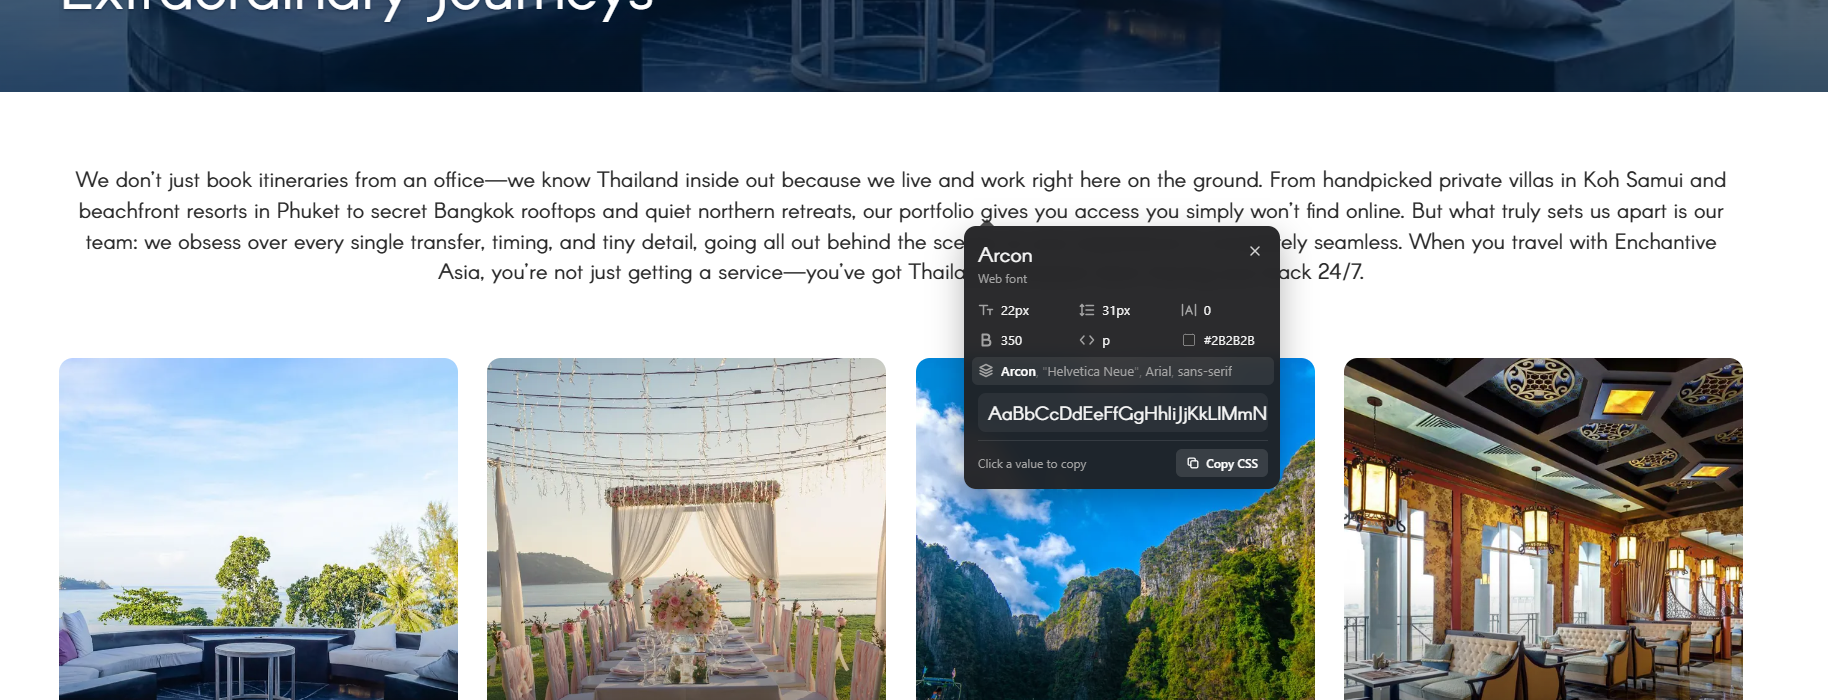 Extraordinary Journeys
We don't just book itineraries from an office—we know Thailand inside out because we live and work right here on the ground. From handpicked private villas in Koh Samui and
beachfront resorts in Phuket to secret Bangkok rooftops and quiet northern retreats, our portfolio gives you access you simply won't find online. But what truly sets us apart is our
team: we obsess over every single transfer, timing, and tiny detail, going all out behind the sce
ely seamless. When you travel with Enchantive
Asia, you're not just getting a service—you've got Thaila
ack 24/7.
Arcon
Web font
22px 31px 0
350 p #2B2B2B
Arcon, "Helvetica Neue", Arial, sans-serif
AaBbCcDdEeFfGgHhIiJjKkLlMmN
Click a value to copy
Copy CSS